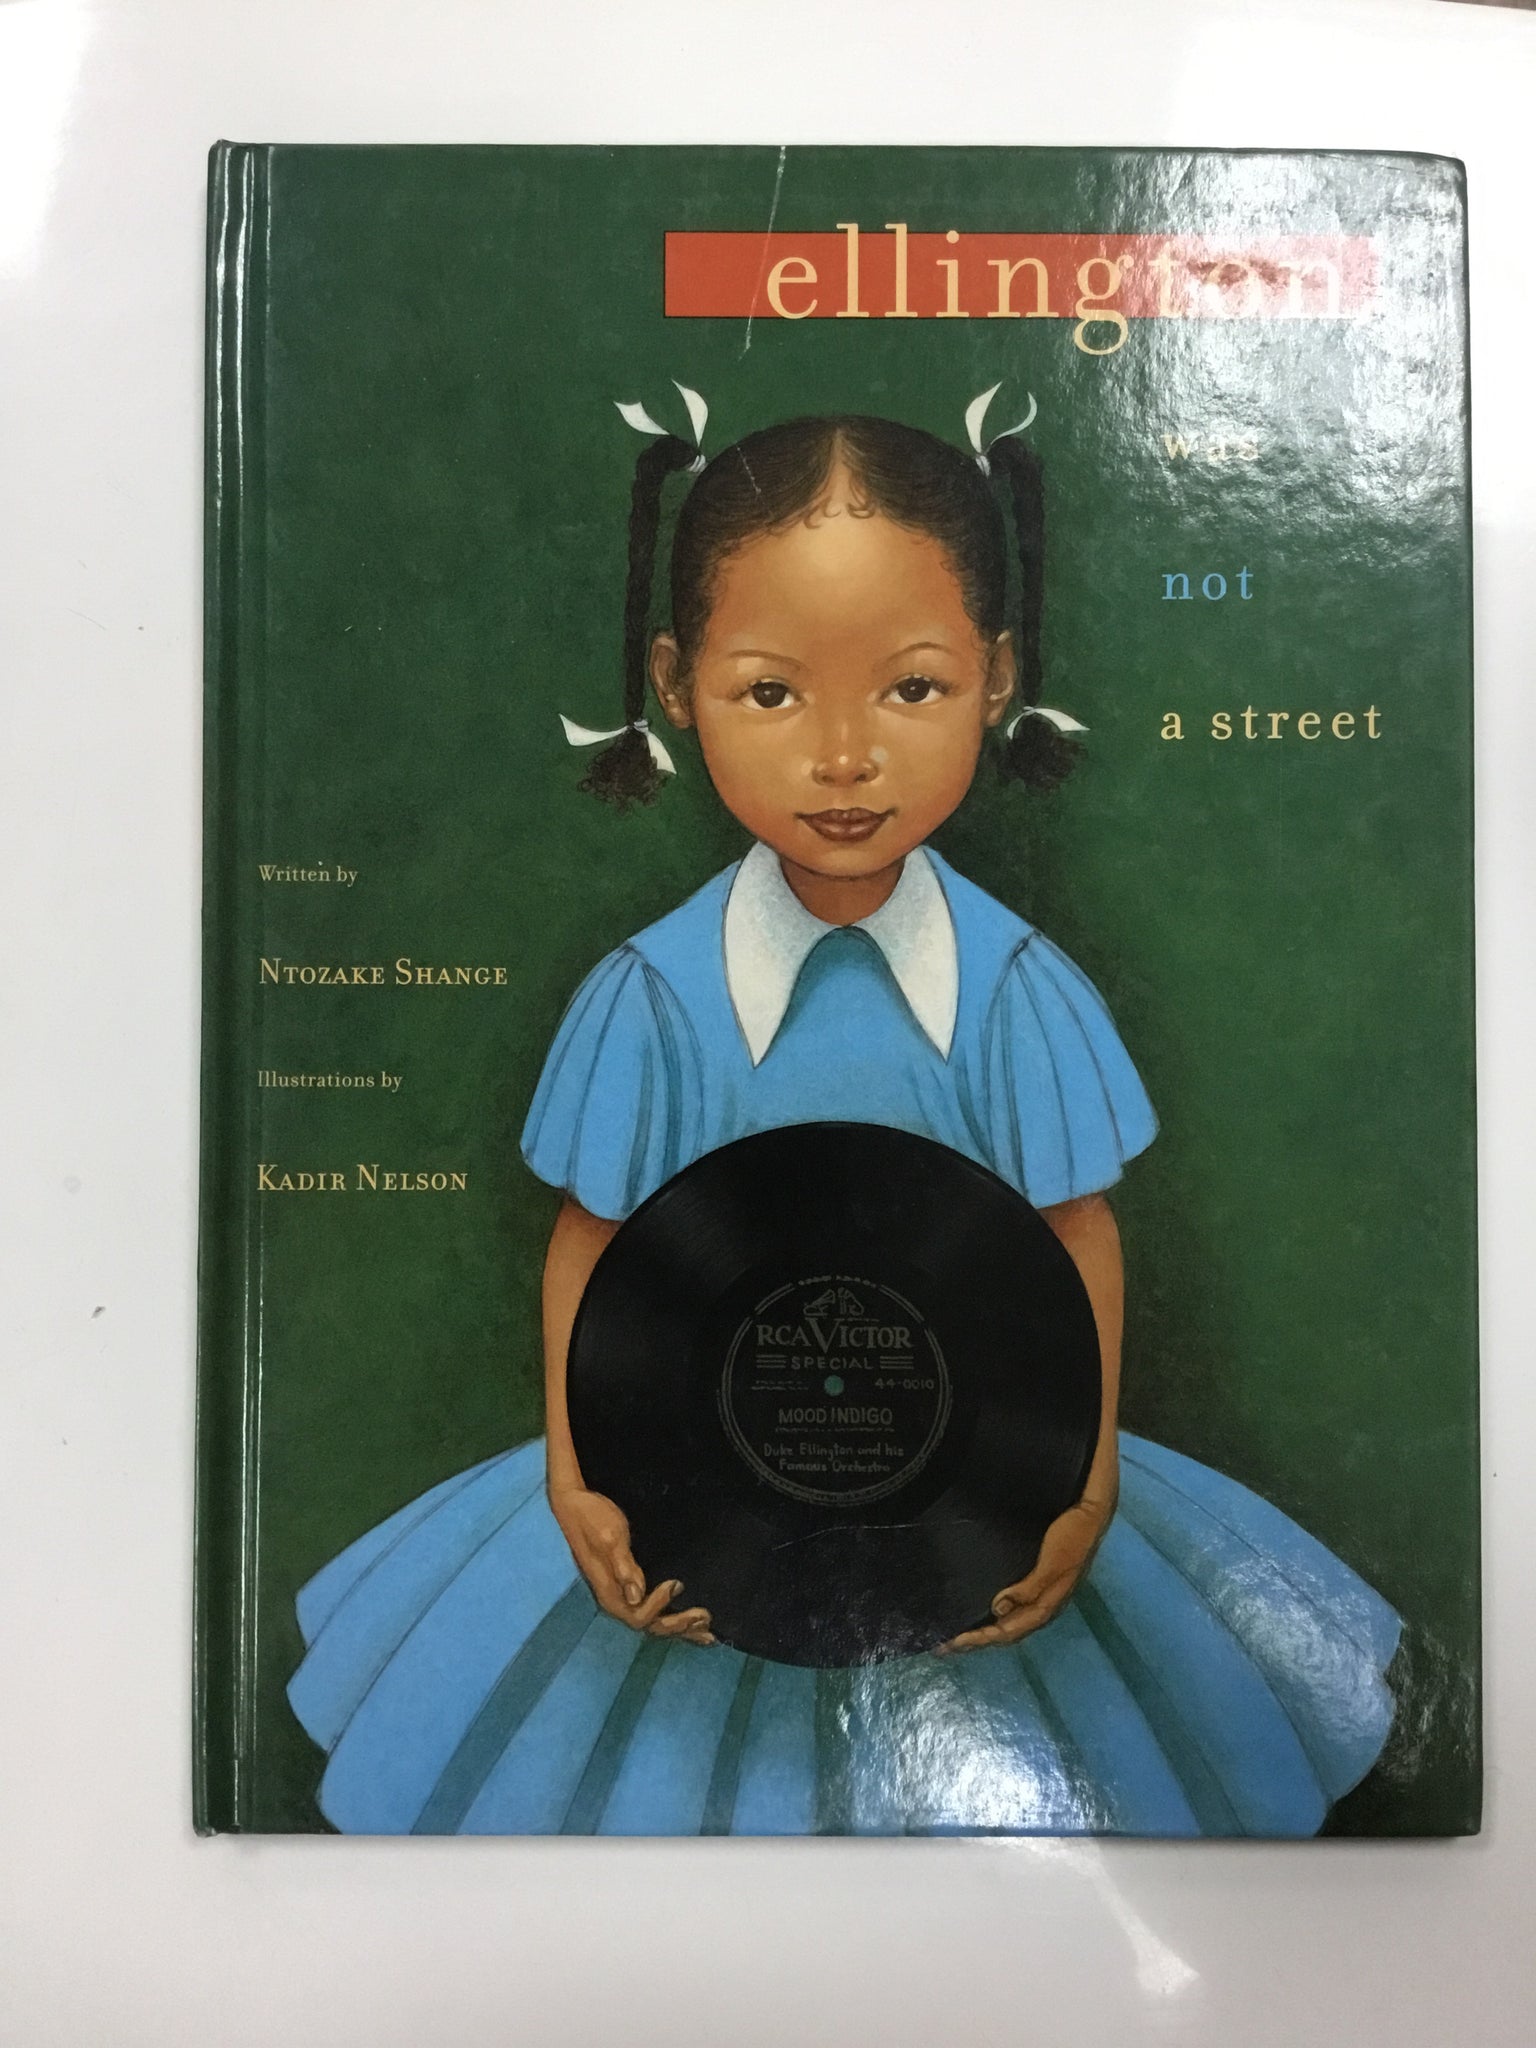 ellington
was
not
a street
Written by
NTOZAKE SHANGE
Illustrations by
KADIR NELSON
RCA VICTOR
SPECIAL
44-0010
MOOD INDIGO
Duke Ellington and his
Famous Orchestra